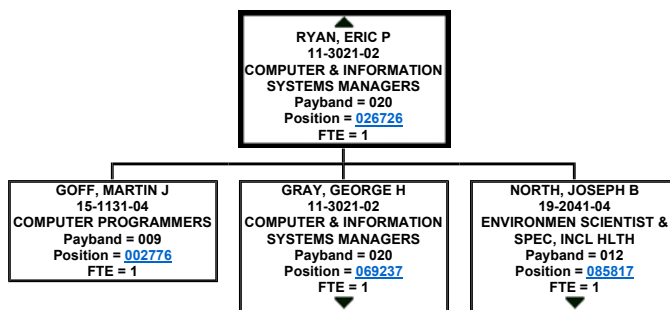 RYAN, ERIC P
11-3021-02
COMPUTER & INFORMATION
SYSTEMS MANAGERS
Payband = 020
Position = 026726
FTE = 1
GOFF, MARTIN J
15-1131-04
COMPUTER PROGRAMMERS
Payband = 009
Position = 002776
FTE = 1
GRAY, GEORGE H
11-3021-02
COMPUTER & INFORMATION
SYSTEMS MANAGERS
Payband = 020
Position = 069237
FTE = 1
NORTH, JOSEPH B
19-2041-04
ENVIRONMEN SCIENTIST &
SPEC, INCL HLTH
Payband = 012
Position = 085817
FTE = 1